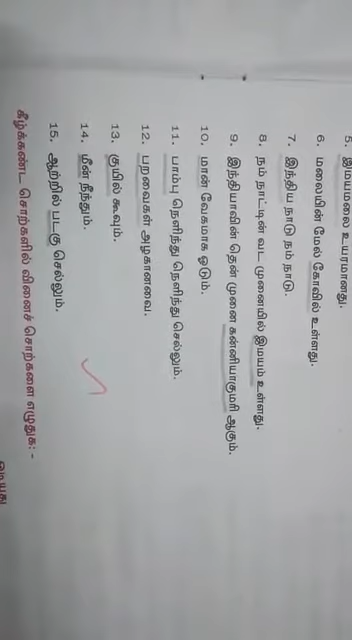 5. இமயமலை உயரமானது.
6. மலையின் மேல் கோவில் உள்ளது.
7. இந்திய நாடு நம் நாடு.
8. நம் நாட்டின் வட முனையில் இமயம் உள்ளது.
9. இந்தியாவின் தென் முனை கன்னியாகுமரி ஆகும்.
10. மான் வேகமாக ஓடும்.
11. பாம்பு நெளிந்து நெளிந்து செல்லும்.
12. பறவைகள் அழகானவை.
13. குயில் கூவும்.
14. மீன் நீந்தும்.
15. ஆற்றில் படகு செல்லும்.
கீழ்க்கண்ட சொற்களில் வினைச் சொற்களை எழுதுக: -